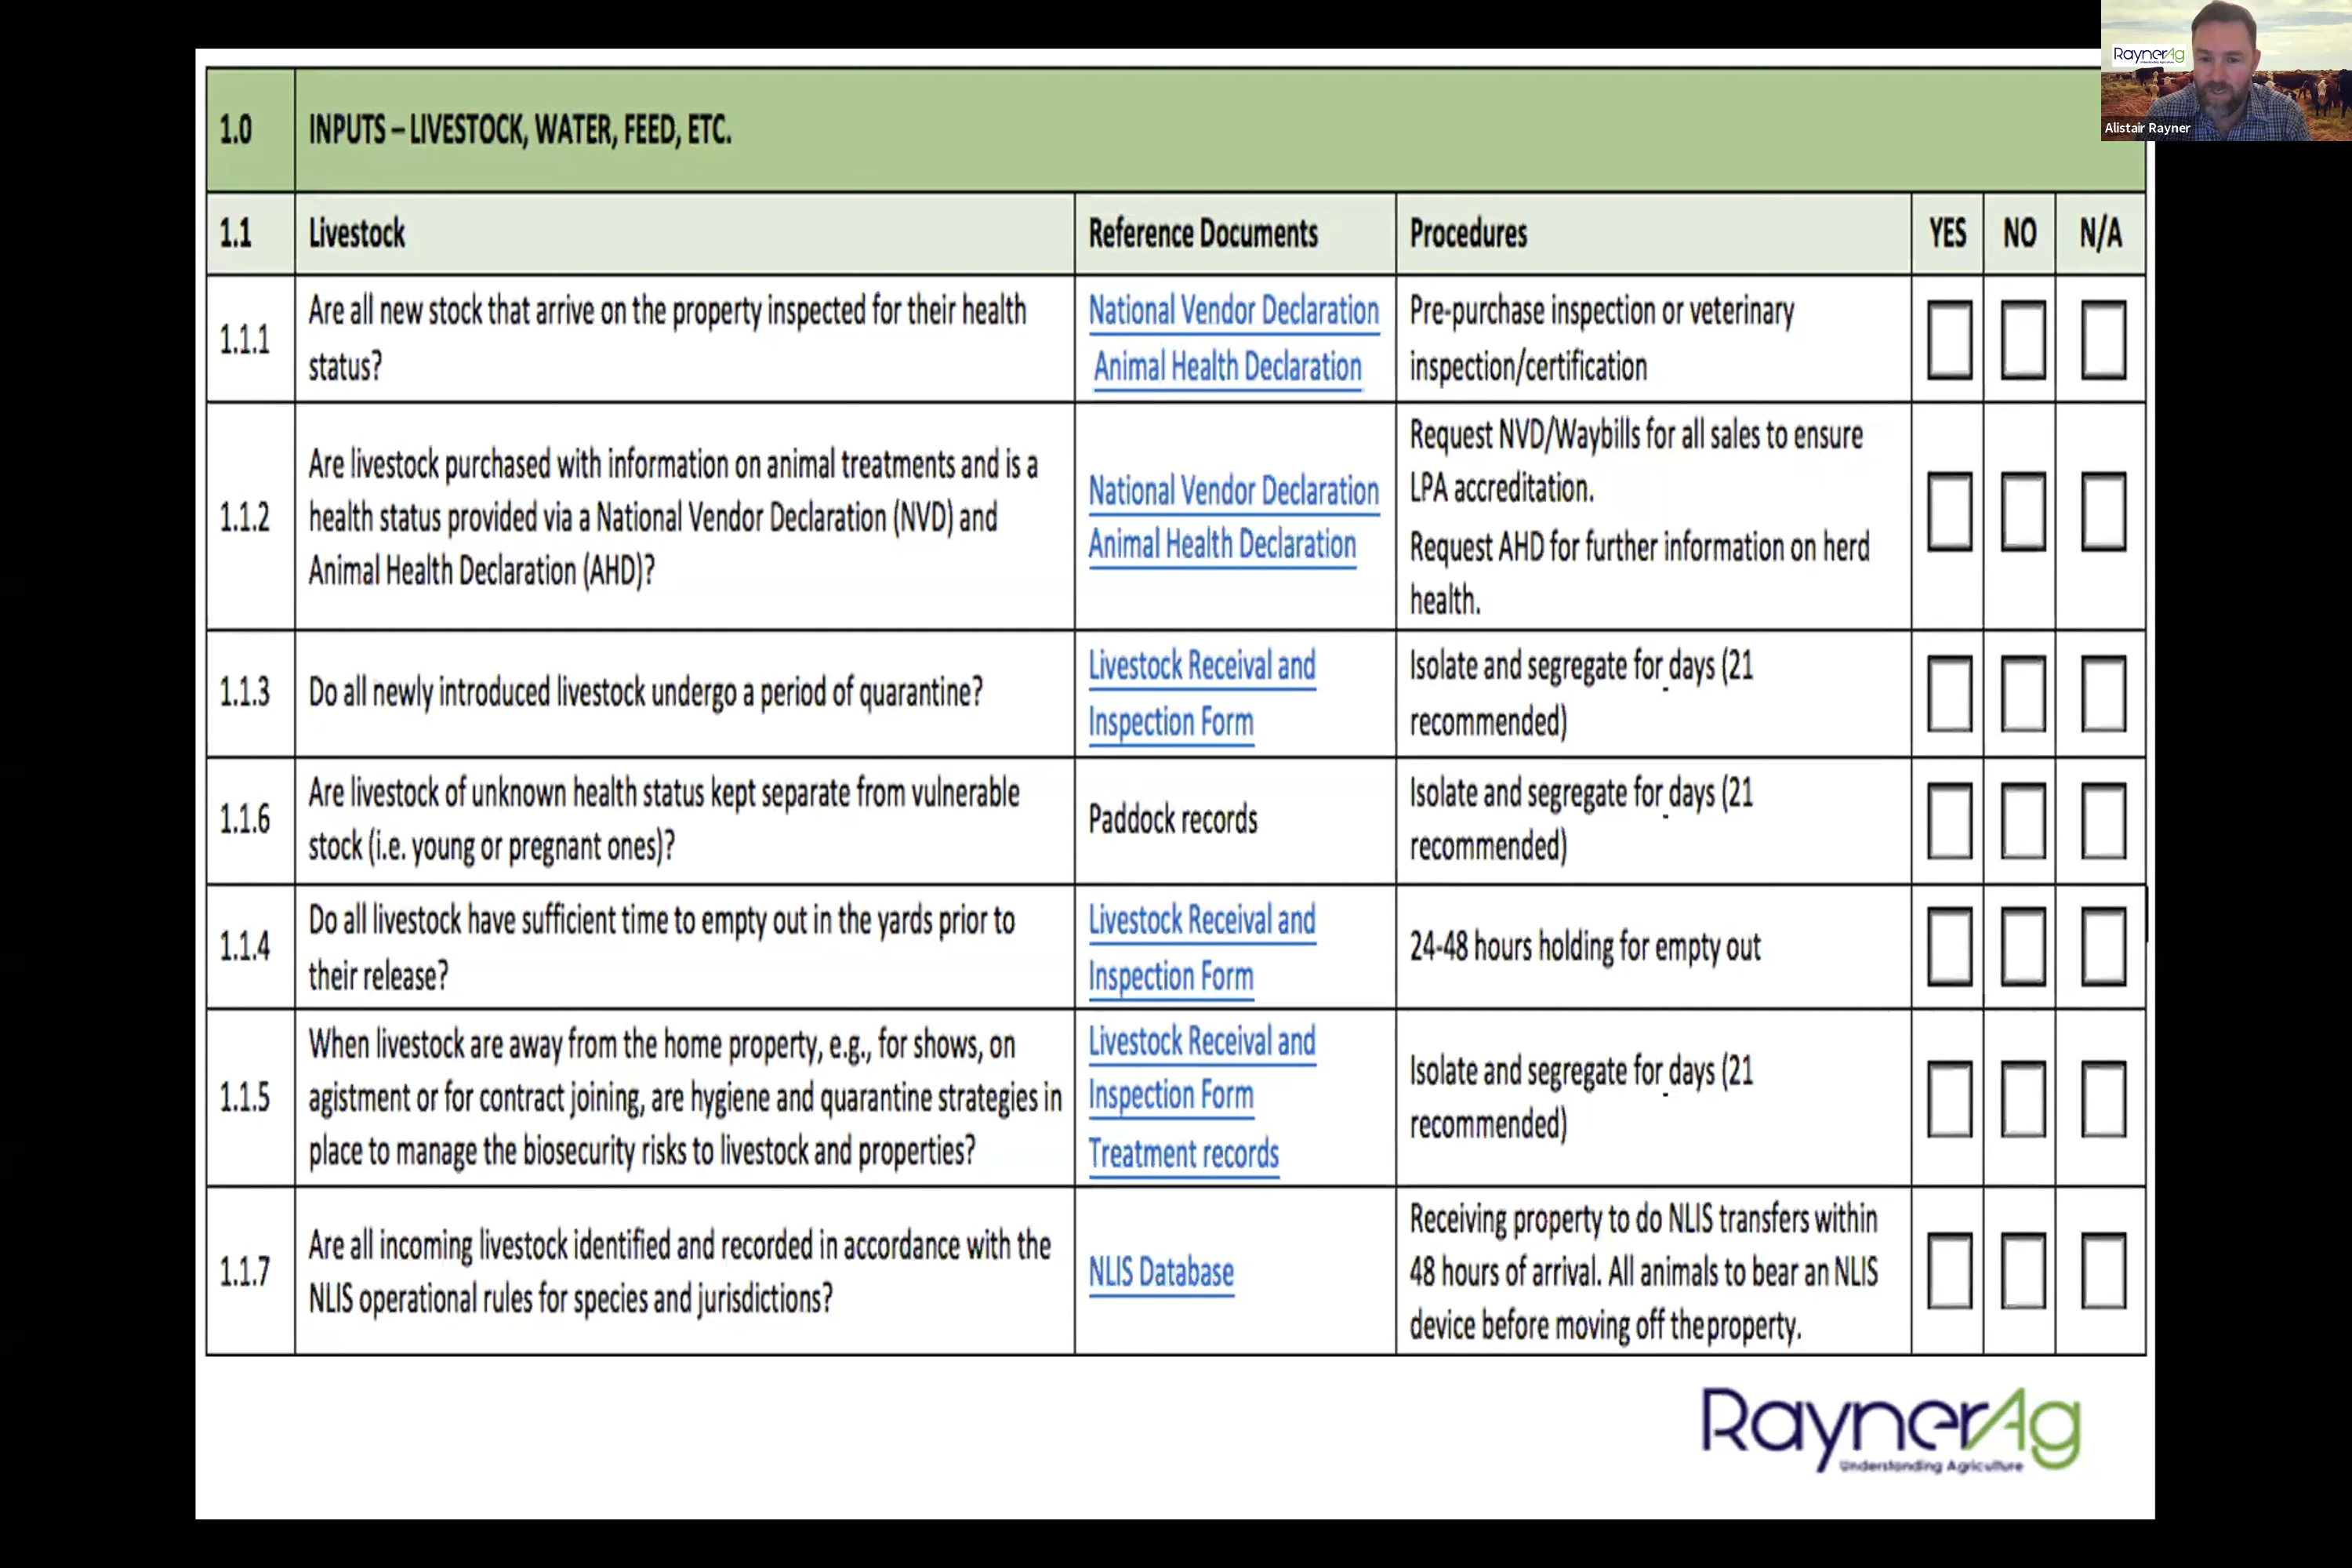 RaynerAg
Alistair Rayner
1.0 INPUTS – LIVESTOCK, WATER, FEED, ETC.
1.1 Livestock Reference Documents Procedures YES NO N/A
1.1.1
Are all new stock that arrive on the property inspected for their health
status?
National Vendor Declaration
Animal Health Declaration
Pre-purchase inspection or veterinary
inspection/certification
1.1.2
Are livestock purchased with information on animal treatments and is a
health status provided via a National Vendor Declaration (NVD) and
Animal Health Declaration (AHD)?
National Vendor Declaration
Animal Health Declaration
Request NVD/Waybills for all sales to ensure
LPA accreditation.
Request AHD for further information on herd
health.
1.1.3
Do all newly introduced livestock undergo a period of quarantine?
Livestock Receival and
Inspection Form
Isolate and segregate for days (21
recommended)
1.1.6
Are livestock of unknown health status kept separate from vulnerable
stock (i.e. young or pregnant ones)?
Paddock records
Isolate and segregate for days (21
recommended)
1.1.4
Do all livestock have sufficient time to empty out in the yards prior to
their release?
Livestock Receival and
Inspection Form
24-48 hours holding for empty out
1.1.5
When livestock are away from the home property, e.g., for shows, on
agistment or for contract joining, are hygiene and quarantine strategies in
place to manage the biosecurity risks to livestock and properties?
Livestock Receival and
Inspection Form
Treatment records
Isolate and segregate for days (21
recommended)
1.1.7
Are all incoming livestock identified and recorded in accordance with the
NLIS operational rules for species and jurisdictions?
NLIS Database
Receiving property to do NLIS transfers within
48 hours of arrival. All animals to bear an NLIS
device before moving off the property.
RaynerAg
Understanding Agriculture